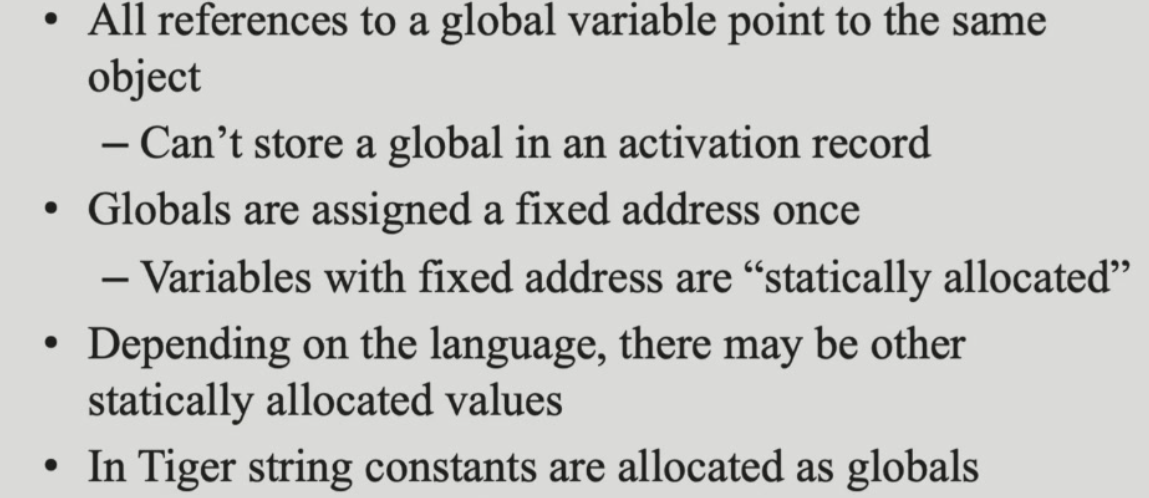 • All references to a global variable point to the same
object
– Can’t store a global in an activation record
• Globals are assigned a fixed address once
– Variables with fixed address are “statically allocated”
• Depending on the language, there may be other
statically allocated values
• In Tiger string constants are allocated as globals